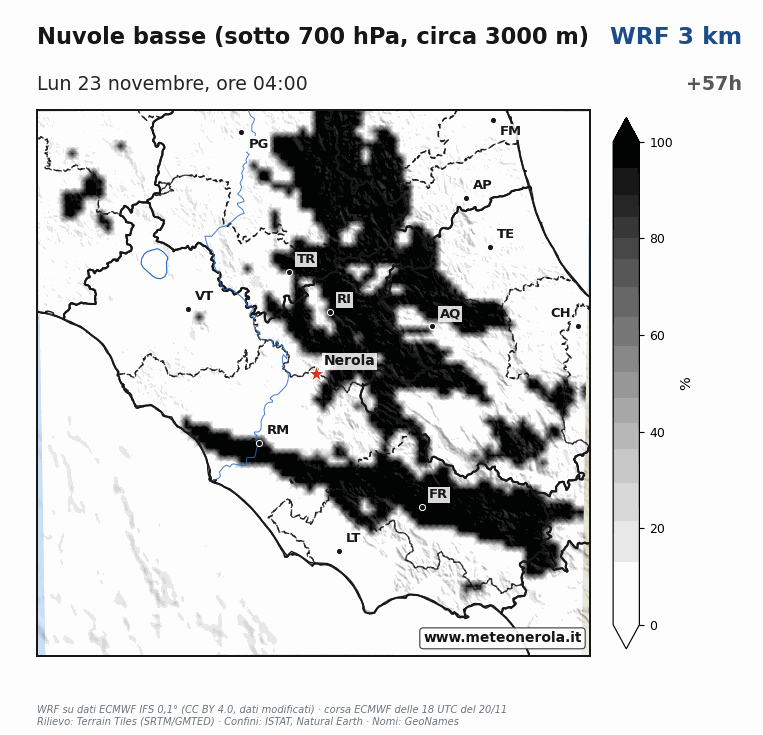 Nuvole basse (sotto 700 hPa, circa 3000 m) WRF 3 km
Lun 23 novembre, ore 04:00 +57h
FM
PG
AP
TE
TR
VT
RI
AQ
CH
Nerola
RM
FR
LT
www.meteonerola.it
100
80
60
40
20
0
%
WRF su dati ECMWF IFS 0,1° (CC BY 4.0, dati modificati) · corsa ECMWF delle 18 UTC del 20/11
Rilievo: Terrain Tiles (SRTM/GMTED) · Confini: ISTAT, Natural Earth · Nomi: GeoNames